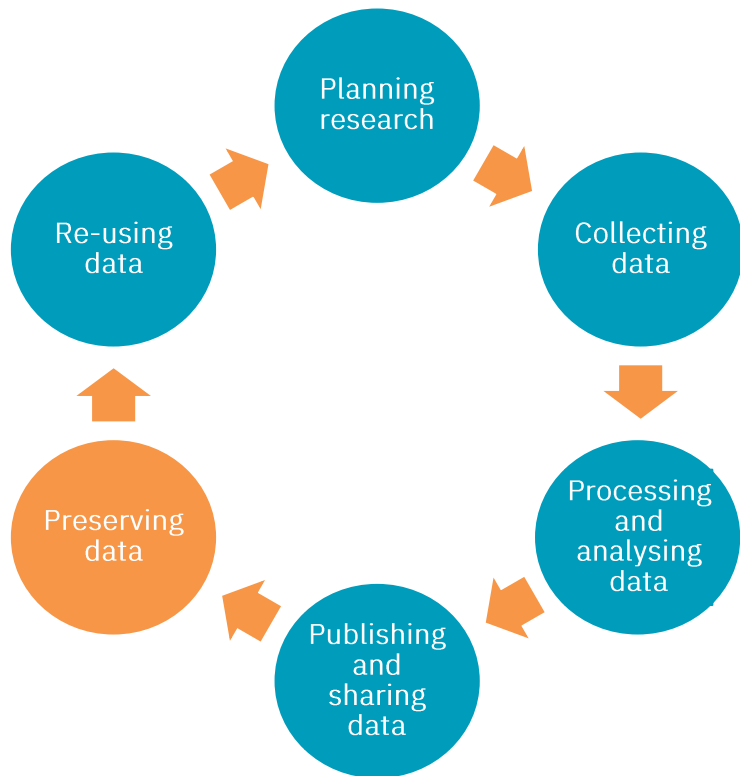 Planning
research
Collecting
data
Processing
and
analysing
data
Publishing
and
sharing
data
Preserving
data
Re-using
data